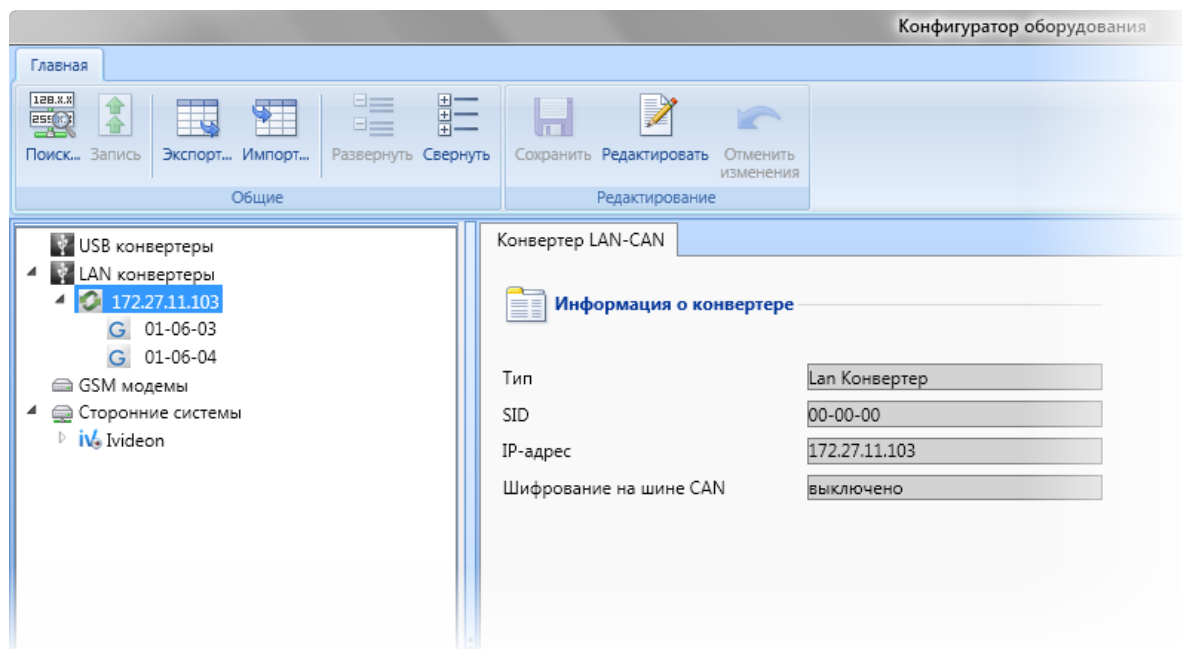 Конфигуратор оборудования
Главная
128.X.X
255
Поиск... Запись Экспорт... Импорт... Развернуть Свернуть Сохранить Редактировать Отменить
изменения
Общие Редактирование
USB конвертеры
LAN конвертеры
172.27.11.103
G 01-06-03
G 01-06-04
GSM модемы
Сторонние системы
iv Ivideon
Конвертер LAN-CAN
Информация о конвертере
Тип Lan Конвертер
SID 00-00-00
IP-адрес 172.27.11.103
Шифрование на шине CAN выключено